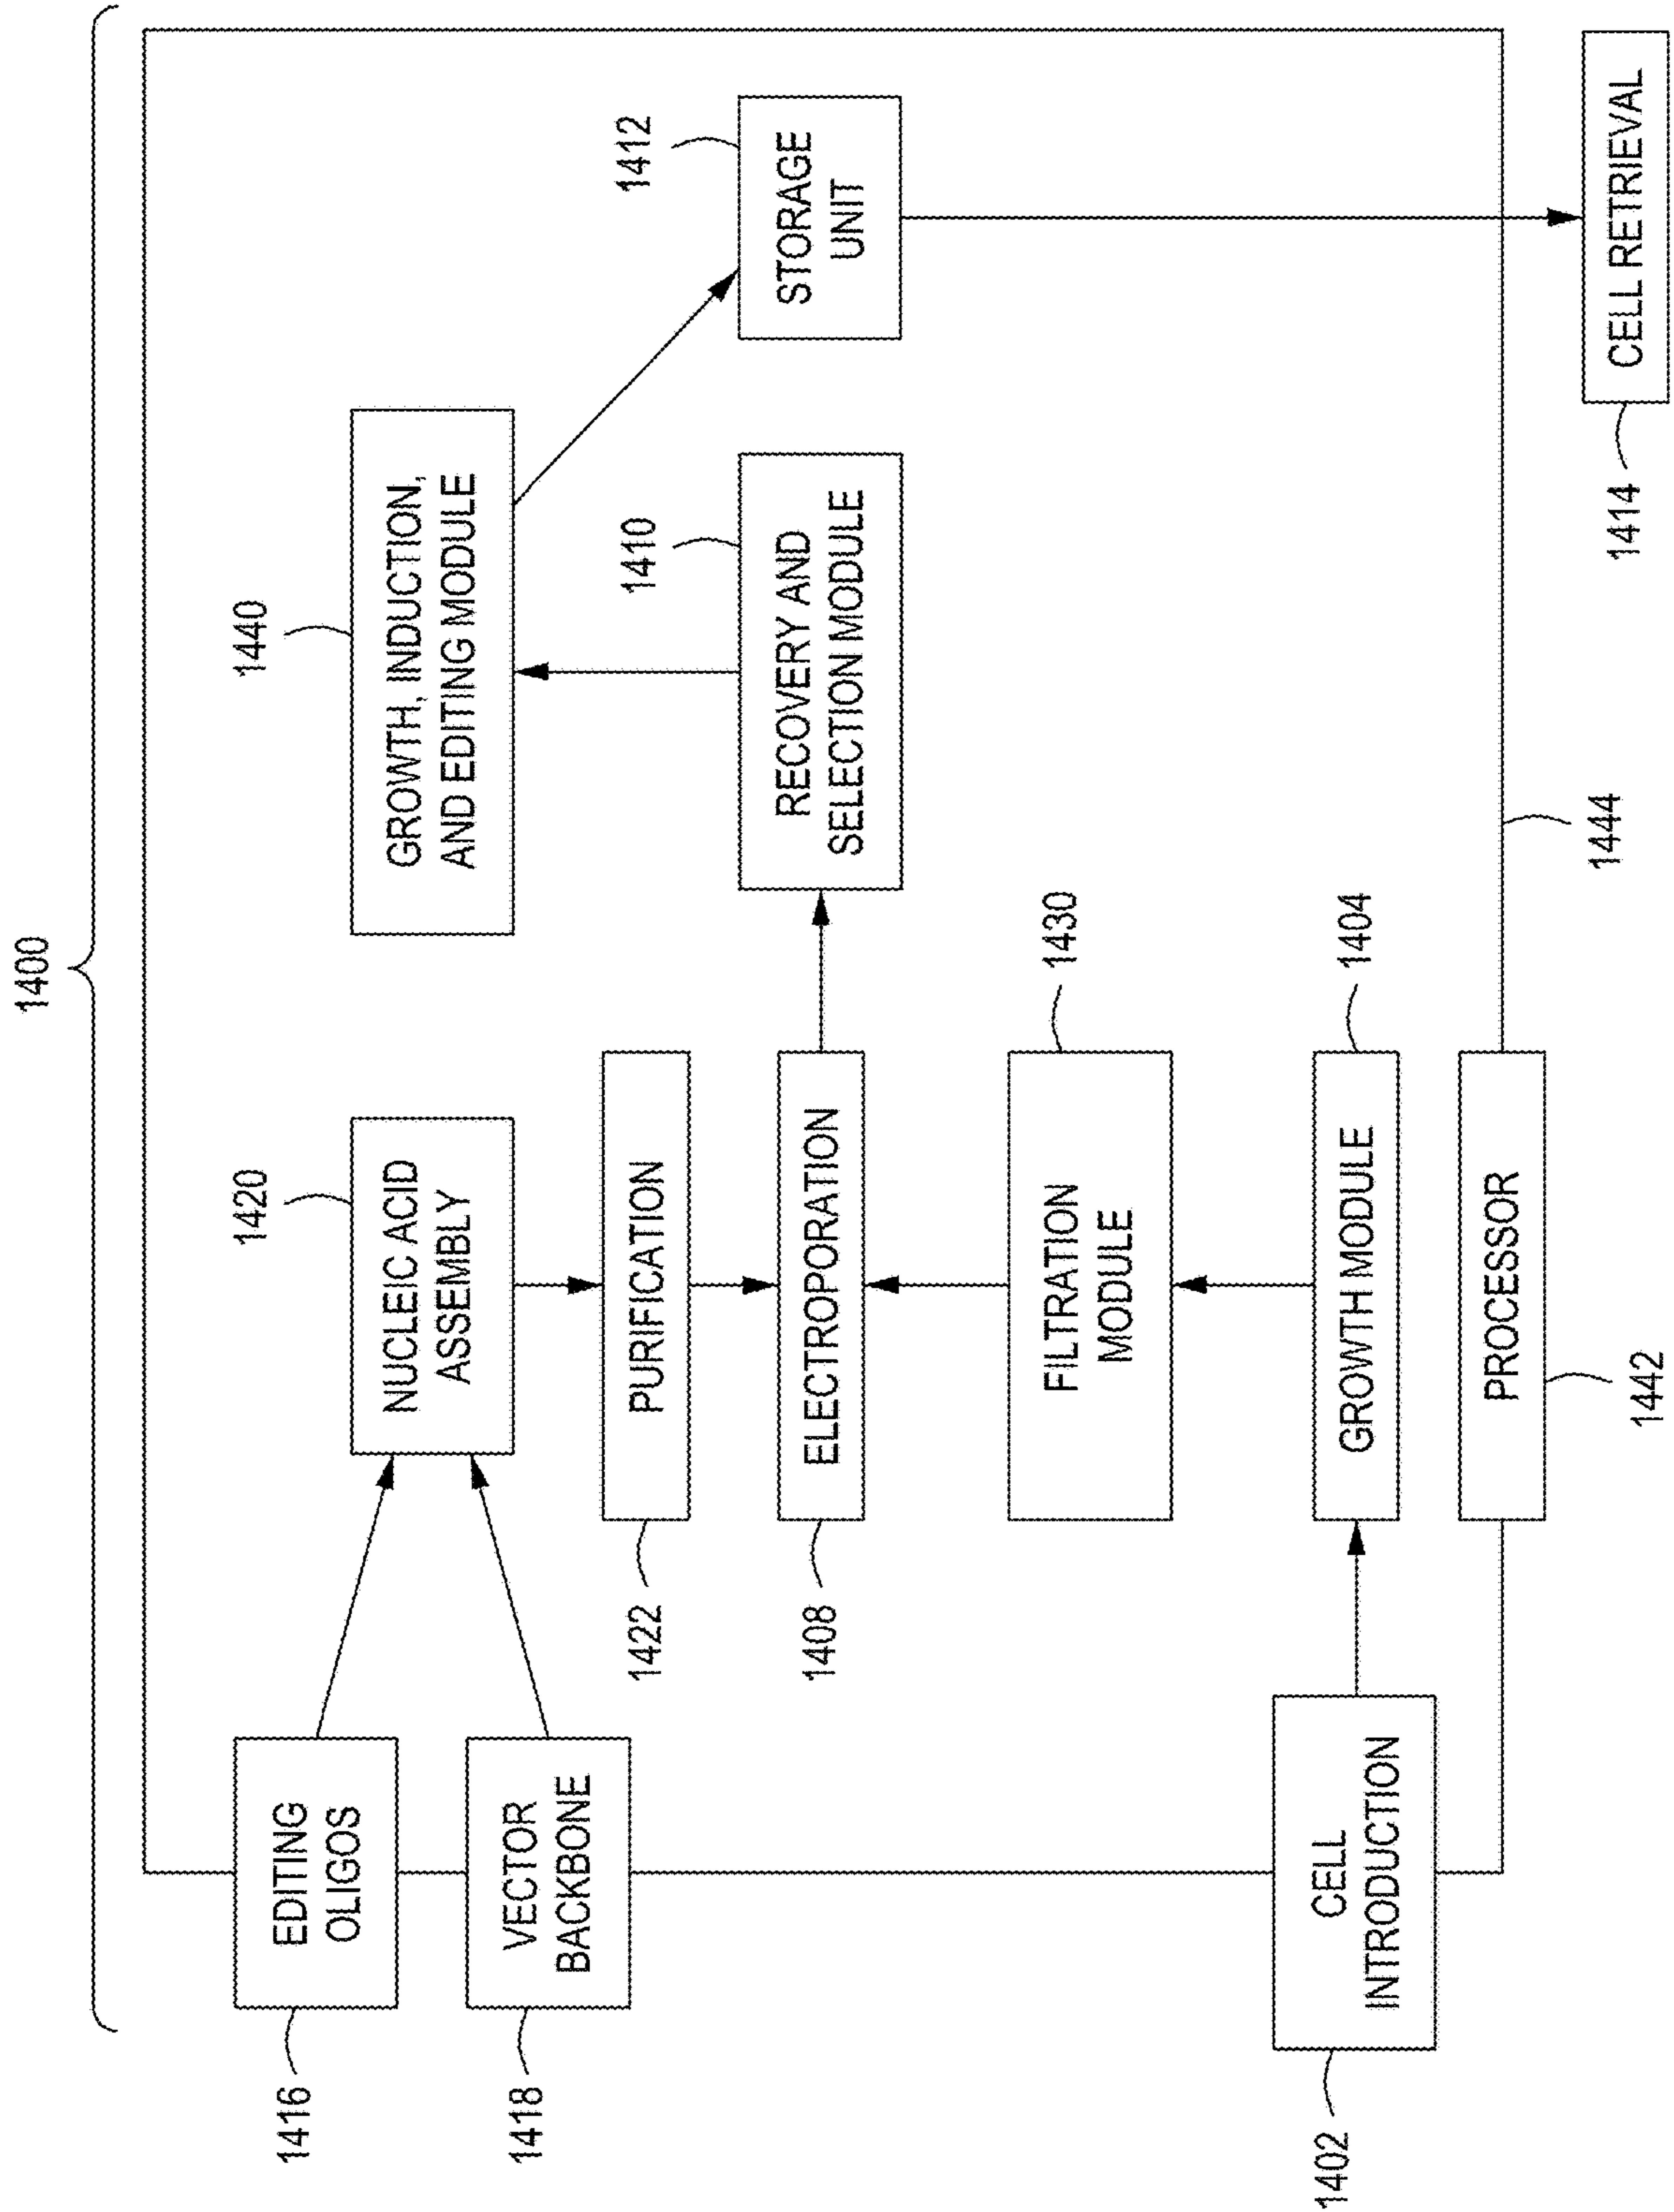 1400
1416
EDITING
OLIGOS
1418
VECTOR
BACKBONE
1420
NUCLEIC ACID
ASSEMBLY
1422
PURIFICATION
1408
ELECTROPORATION
FILTRATION
MODULE
1430
1402
CELL
INTRODUCTION
GROWTH MODULE
1404
PROCESSOR
1442
1444
1440
GROWTH, INDUCTION,
AND EDITING MODULE
1410
RECOVERY AND
SELECTION MODULE
1412
STORAGE
UNIT
1414
CELL RETRIEVAL